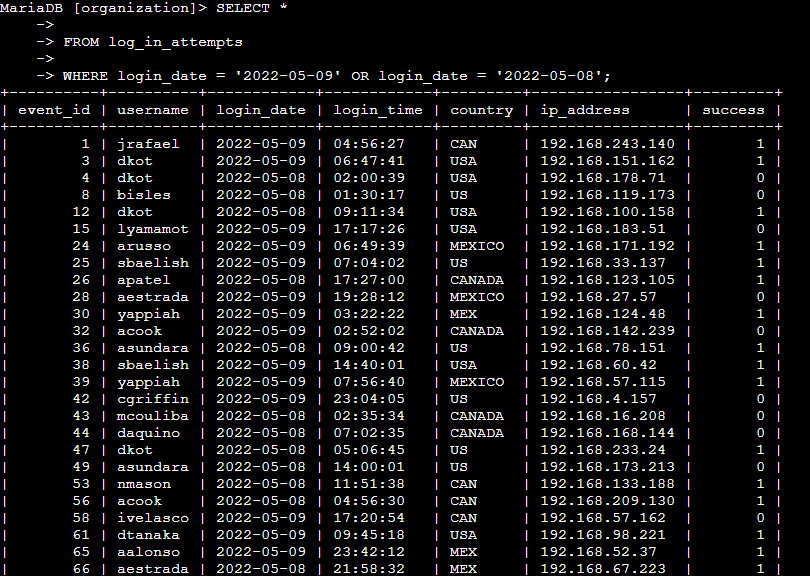 MariaDB [organization]> SELECT *
    ->
    -> FROM log_in_attempts
    ->
    -> WHERE login_date = '2022-05-09' OR login_date = '2022-05-08';
+----------+----------+------------+------------+---------+-----------------+---------+
| event_id | username | login_date | login_time | country | ip_address      | success |
+----------+----------+------------+------------+---------+-----------------+---------+
|        1 | jrafael  | 2022-05-09 | 04:56:27   | CAN     | 192.168.243.140 |       1 |
|        3 | dkot     | 2022-05-09 | 06:47:41   | USA     | 192.168.151.162 |       1 |
|        4 | dkot     | 2022-05-08 | 02:00:39   | USA     | 192.168.178.71  |       0 |
|        8 | bisles   | 2022-05-08 | 01:30:17   | US      | 192.168.119.173 |       0 |
|       12 | dkot     | 2022-05-08 | 09:11:34   | USA     | 192.168.100.158 |       1 |
|       15 | lyamamot | 2022-05-09 | 17:17:26   | USA     | 192.168.183.51  |       0 |
|       24 | arusso   | 2022-05-09 | 06:49:39   | MEXICO  | 192.168.171.192 |       1 |
|       25 | sbaelish | 2022-05-09 | 07:04:02   | US      | 192.168.33.137  |       1 |
|       26 | apatel   | 2022-05-08 | 17:27:00   | CANADA  | 192.168.123.105 |       1 |
|       28 | aestrada | 2022-05-09 | 19:28:12   | MEXICO  | 192.168.27.57   |       0 |
|       30 | yappiah  | 2022-05-09 | 03:22:22   | MEX     | 192.168.124.48  |       1 |
|       32 | acook    | 2022-05-09 | 02:52:02   | CANADA  | 192.168.142.239 |       0 |
|       36 | asundara | 2022-05-08 | 09:00:42   | US      | 192.168.78.151  |       1 |
|       38 | sbaelish | 2022-05-09 | 14:40:01   | USA     | 192.168.60.42   |       1 |
|       39 | yappiah  | 2022-05-09 | 07:56:40   | MEXICO  | 192.168.57.115  |       1 |
|       42 | cgriffin | 2022-05-09 | 23:04:05   | US      | 192.168.4.157   |       0 |
|       43 | mcouliba | 2022-05-08 | 02:35:34   | CANADA  | 192.168.16.208  |       0 |
|       44 | daquino  | 2022-05-08 | 07:02:35   | CANADA  | 192.168.168.144 |       0 |
|       47 | dkot     | 2022-05-08 | 05:06:45   | US      | 192.168.233.24  |       1 |
|       49 | asundara | 2022-05-08 | 14:00:01   | US      | 192.168.173.213 |       0 |
|       53 | nmason   | 2022-05-08 | 11:51:38   | CAN     | 192.168.133.188 |       1 |
|       56 | acook    | 2022-05-08 | 04:56:30   | CAN     | 192.168.209.130 |       1 |
|       58 | ivelasco | 2022-05-09 | 17:20:54   | CAN     | 192.168.57.162  |       0 |
|       61 | dtanaka  | 2022-05-09 | 09:45:18   | USA     | 192.168.98.221  |       1 |
|       65 | aalonso  | 2022-05-09 | 23:42:12   | MEX     | 192.168.52.37   |       1 |
|       66 | aestrada | 2022-05-08 | 21:58:32   | MEX     | 192.168.67.223  |       1 |